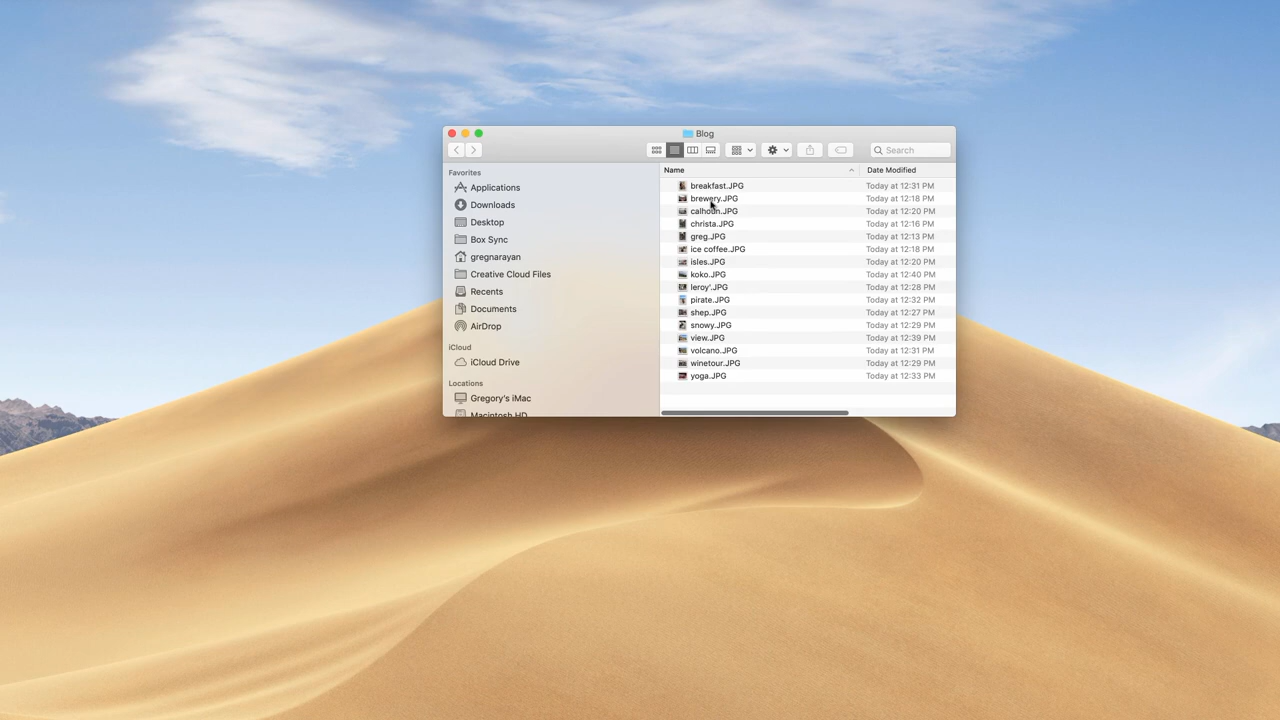 Blog
Search
Favorites
Applications
Downloads
Desktop
Box Sync
gregnarayan
Creative Cloud Files
Recents
Documents
AirDrop
iCloud
iCloud Drive
Locations
Gregory's iMac
Macintosh HD
Name Date Modified
breakfast.JPG Today at 12:31 PM
brewery.JPG Today at 12:18 PM
calhoun.JPG Today at 12:20 PM
christa.JPG Today at 12:16 PM
greg.JPG Today at 12:13 PM
ice coffee.JPG Today at 12:18 PM
isles.JPG Today at 12:20 PM
koko.JPG Today at 12:40 PM
leroy'.JPG Today at 12:28 PM
pirate.JPG Today at 12:32 PM
shep.JPG Today at 12:27 PM
snowy.JPG Today at 12:29 PM
view.JPG Today at 12:39 PM
volcano.JPG Today at 12:31 PM
winetour.JPG Today at 12:29 PM
yoga.JPG Today at 12:33 PM